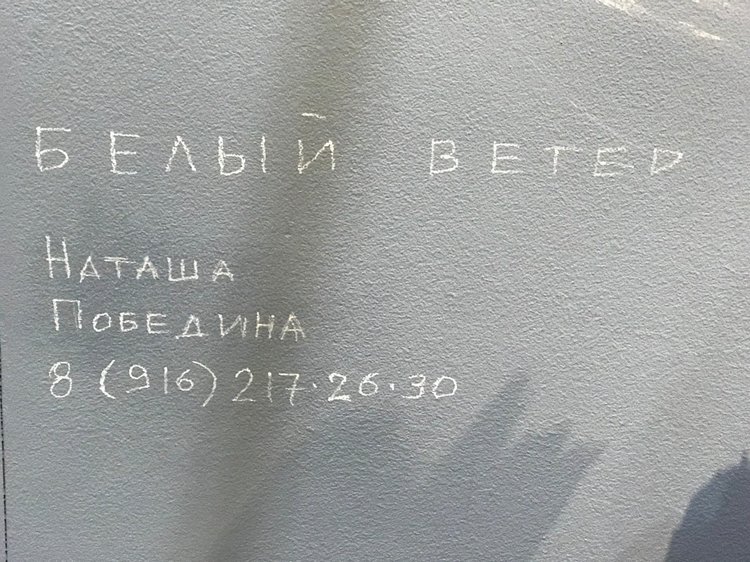 БЕЛЫЙ ВЕТЕР
НАТАША
ПОБЕДИНА
8 (916) 217·26·30